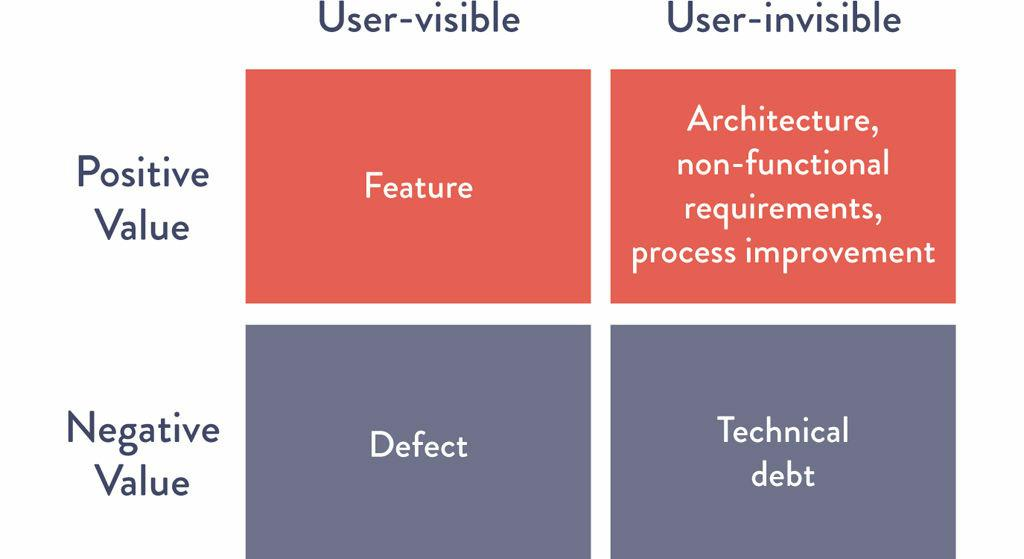 User-visible
User-invisible
Positive
Value
Feature
Architecture,
non-functional
requirements,
process improvement
Negative
Value
Defect
Technical
debt